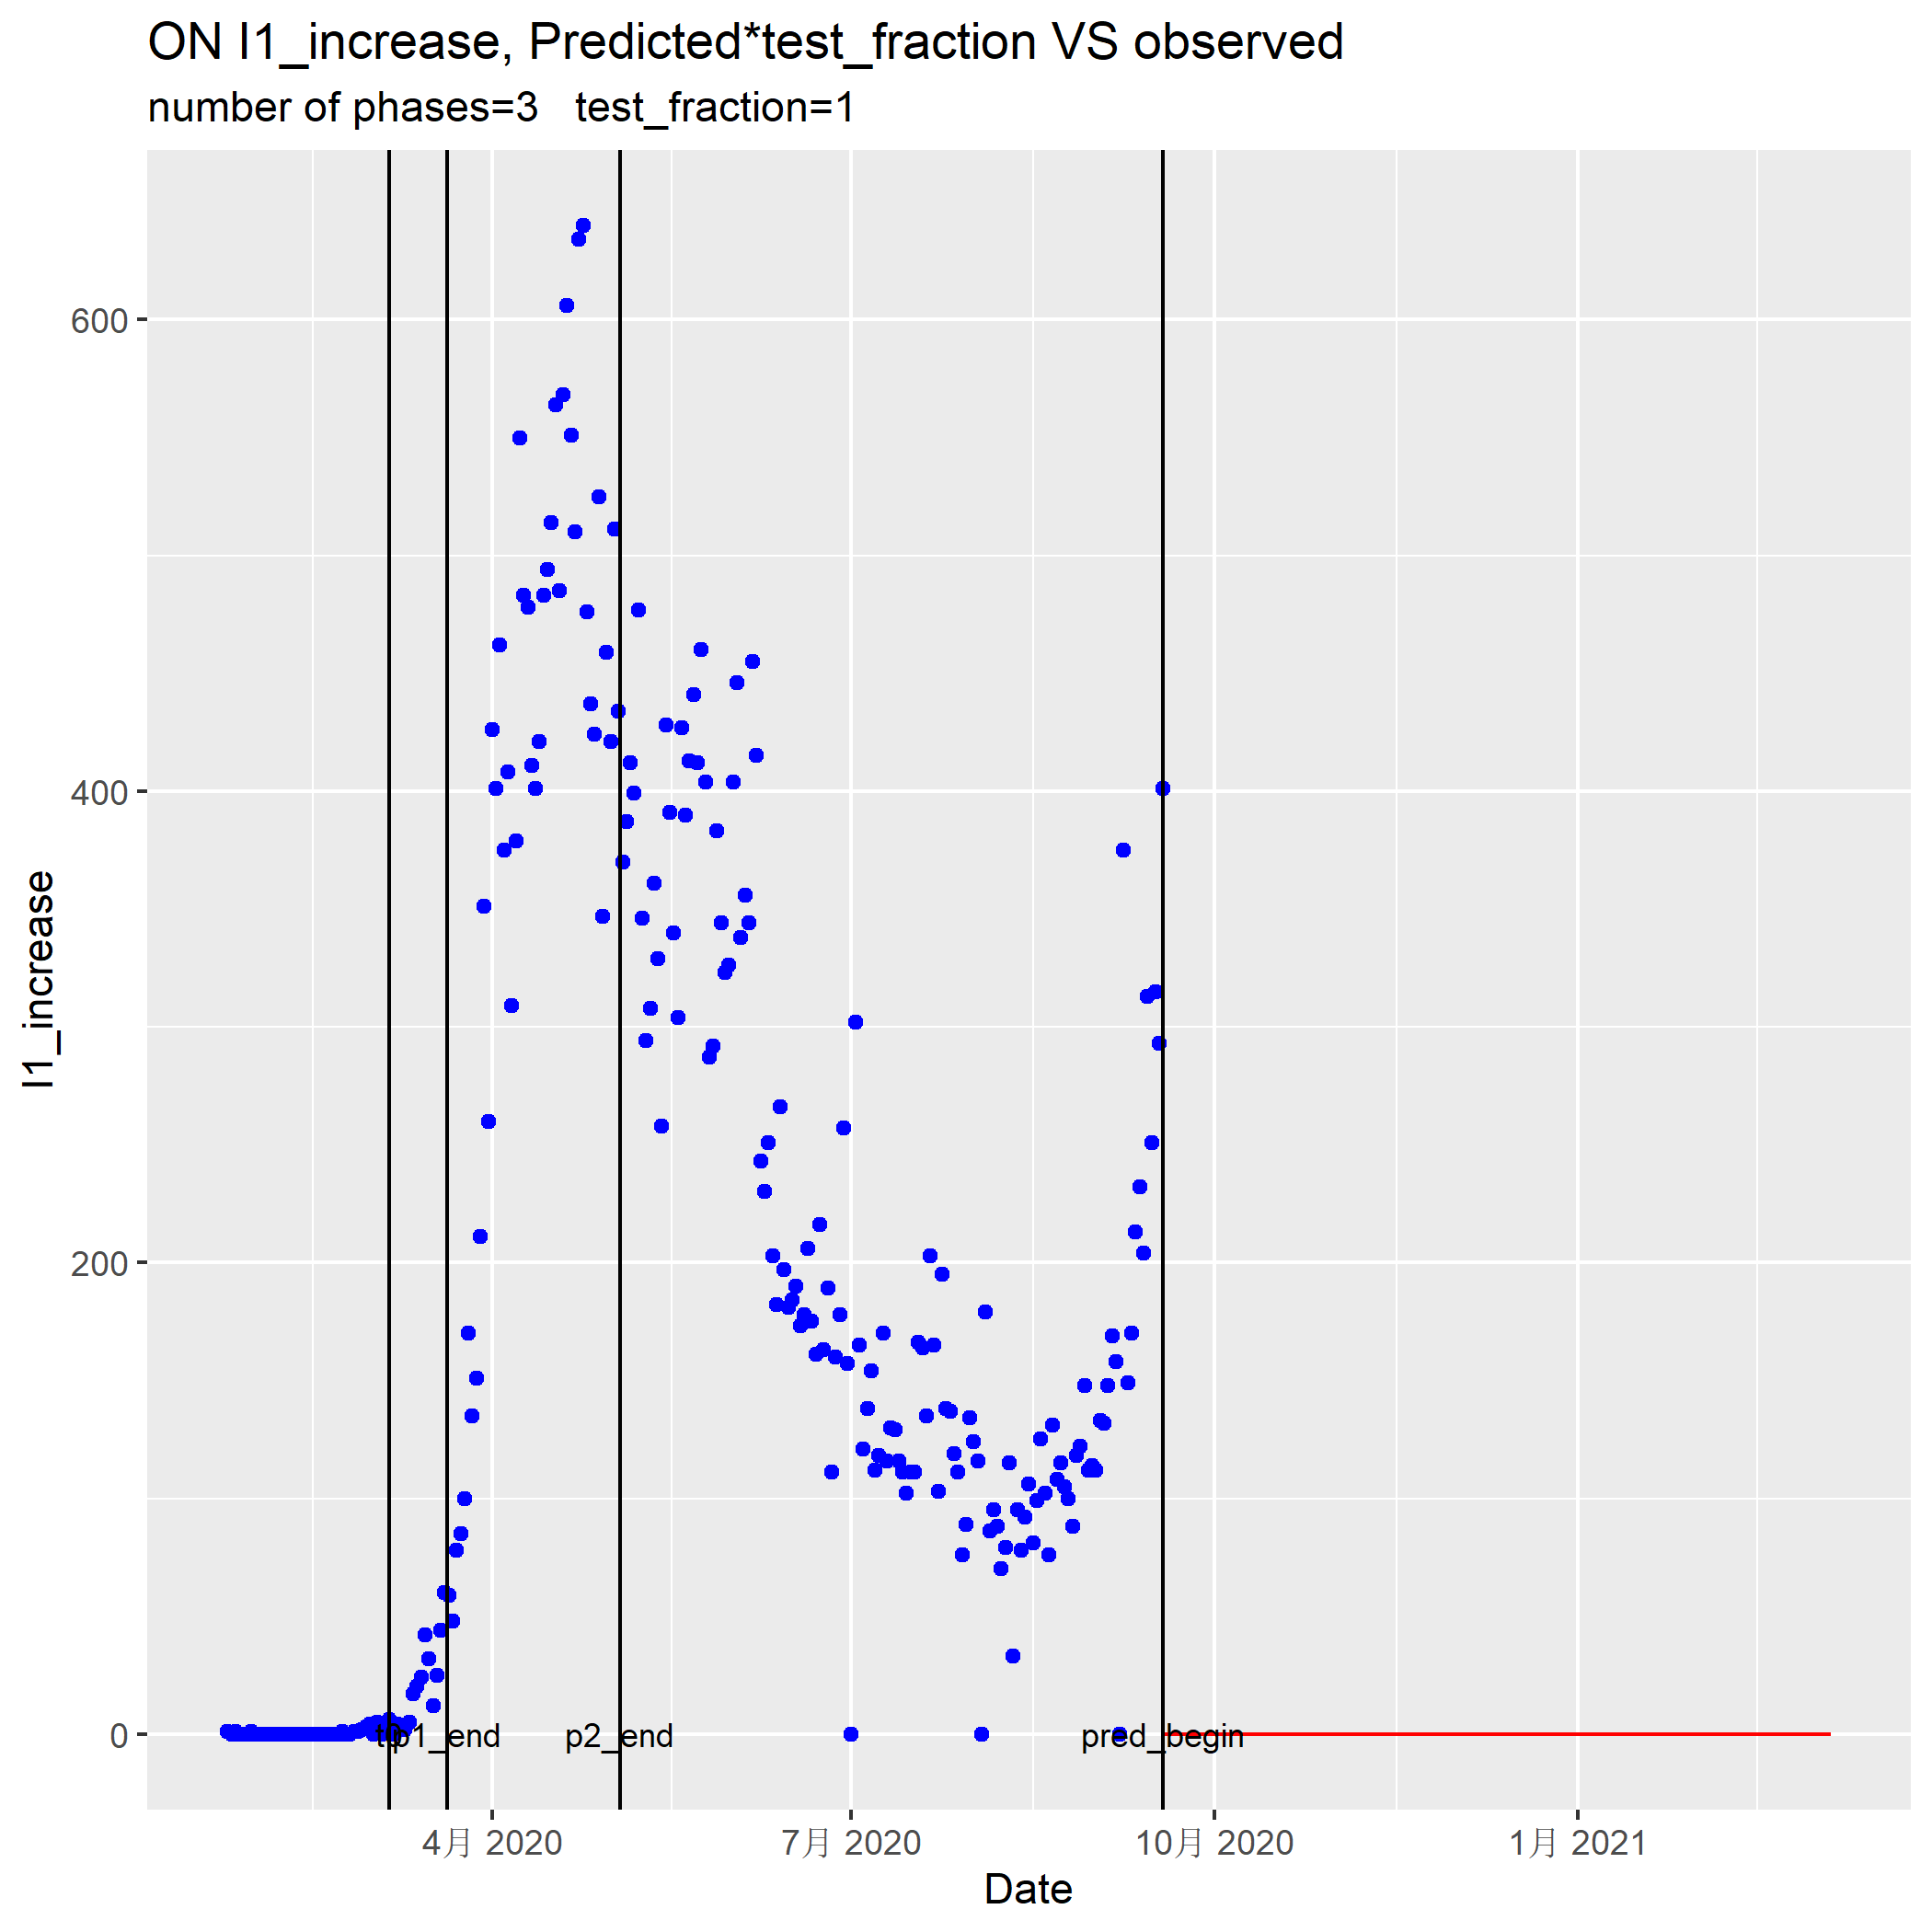 ON I1_increase, Predicted*test_fraction VS observed
number of phases=3 test_fraction=1
I1_increase
600
400
200
0
t0 p1_end p2_end pred_begin
4月 2020 7月 2020 10月 2020 1月 2021
Date